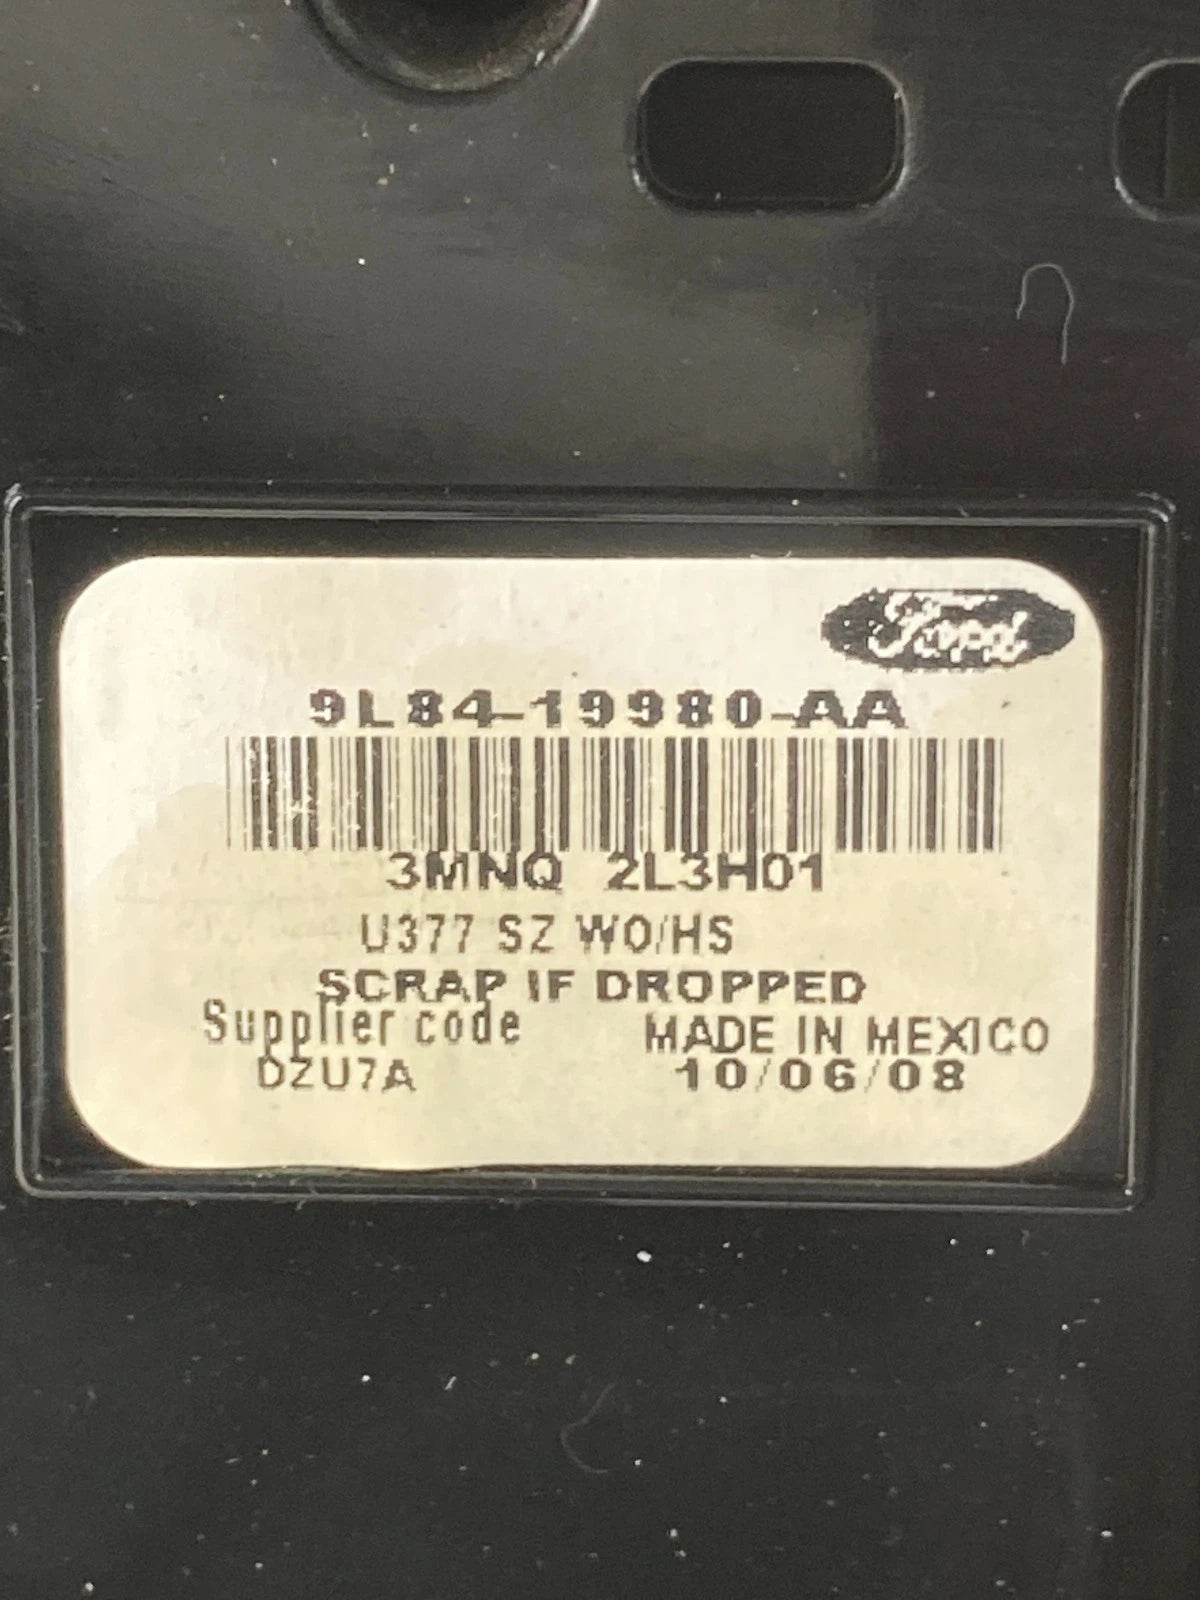 Ford
9L84-19980-AA
3MNQ 2L3H01
U377 SZ WO/HS
SCRAP IF DROPPED
Supplier code
MADE IN MEXICO
DZU7A
10/06/08